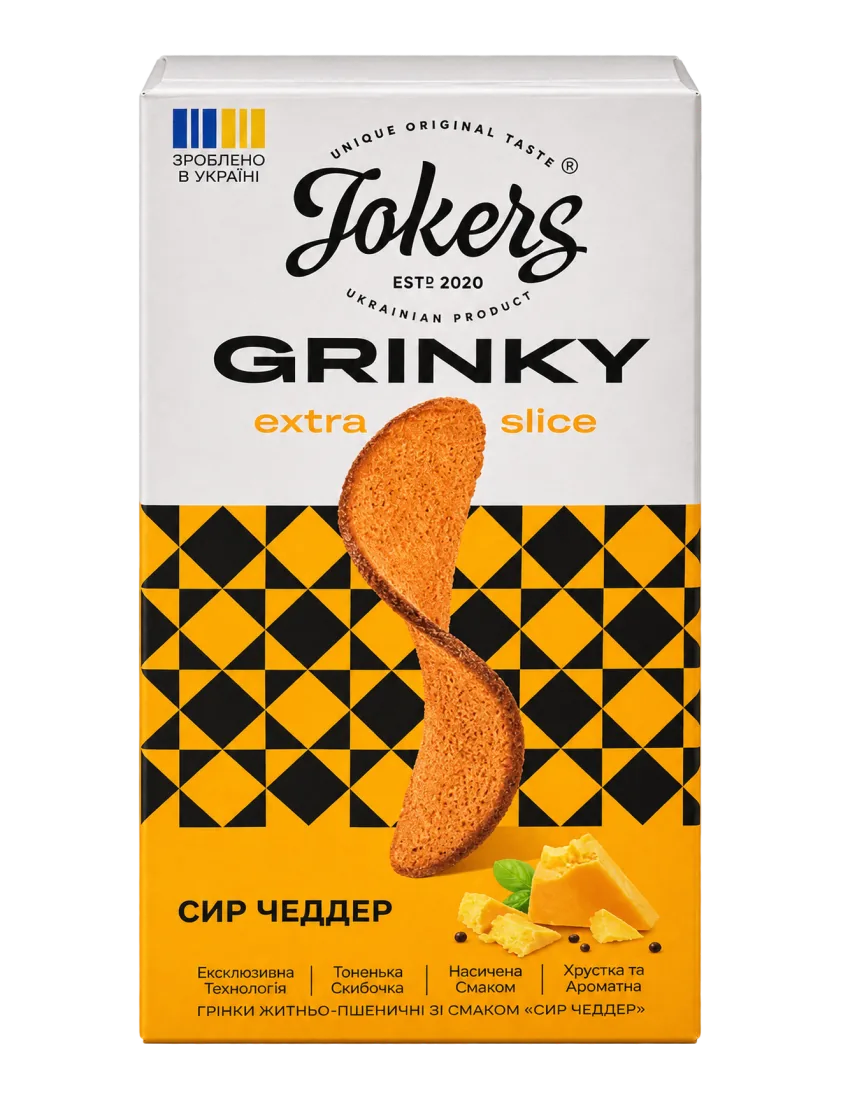 ЗРОБЛЕНО
В УКРАЇНІ
UNIQUE ORIGINAL TASTE
Jokers®
ESTD 2020
UKRAINIAN PRODUCT
GRINKY
extra slice
СИР ЧЕДДЕР
Ексклюзивна Технологія
Тоненька Скибочка
Насичена Смаком
Хрустка та Ароматна
ГРІНКИ ЖИТНЬО-ПШЕНИЧНІ ЗІ СМАКОМ «СИР ЧЕДДЕР»